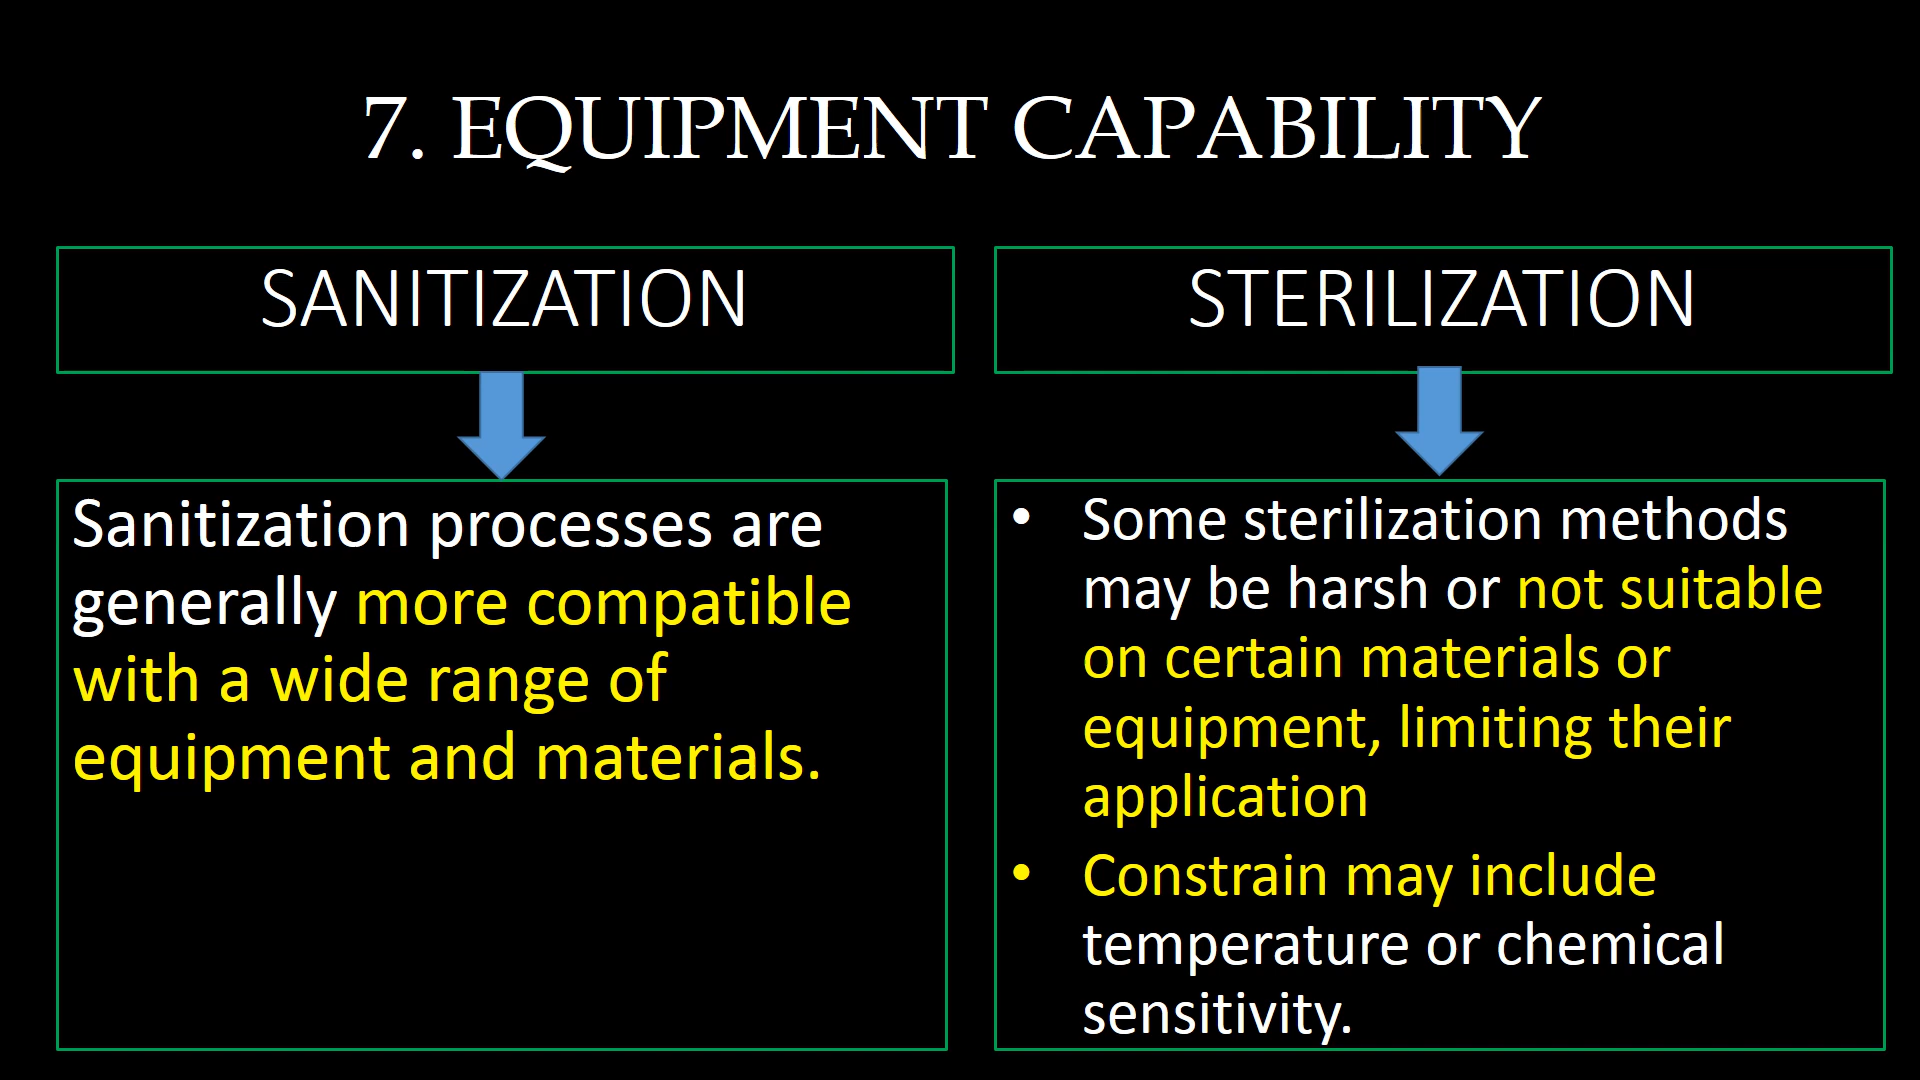 7. EQUIPMENT CAPABILITY
SANITIZATION
Sanitization processes are
generally more compatible
with a wide range of
equipment and materials.
STERILIZATION
• Some sterilization methods
may be harsh or not suitable
on certain materials or
equipment, limiting their
application
• Constrain may include
temperature or chemical
sensitivity.